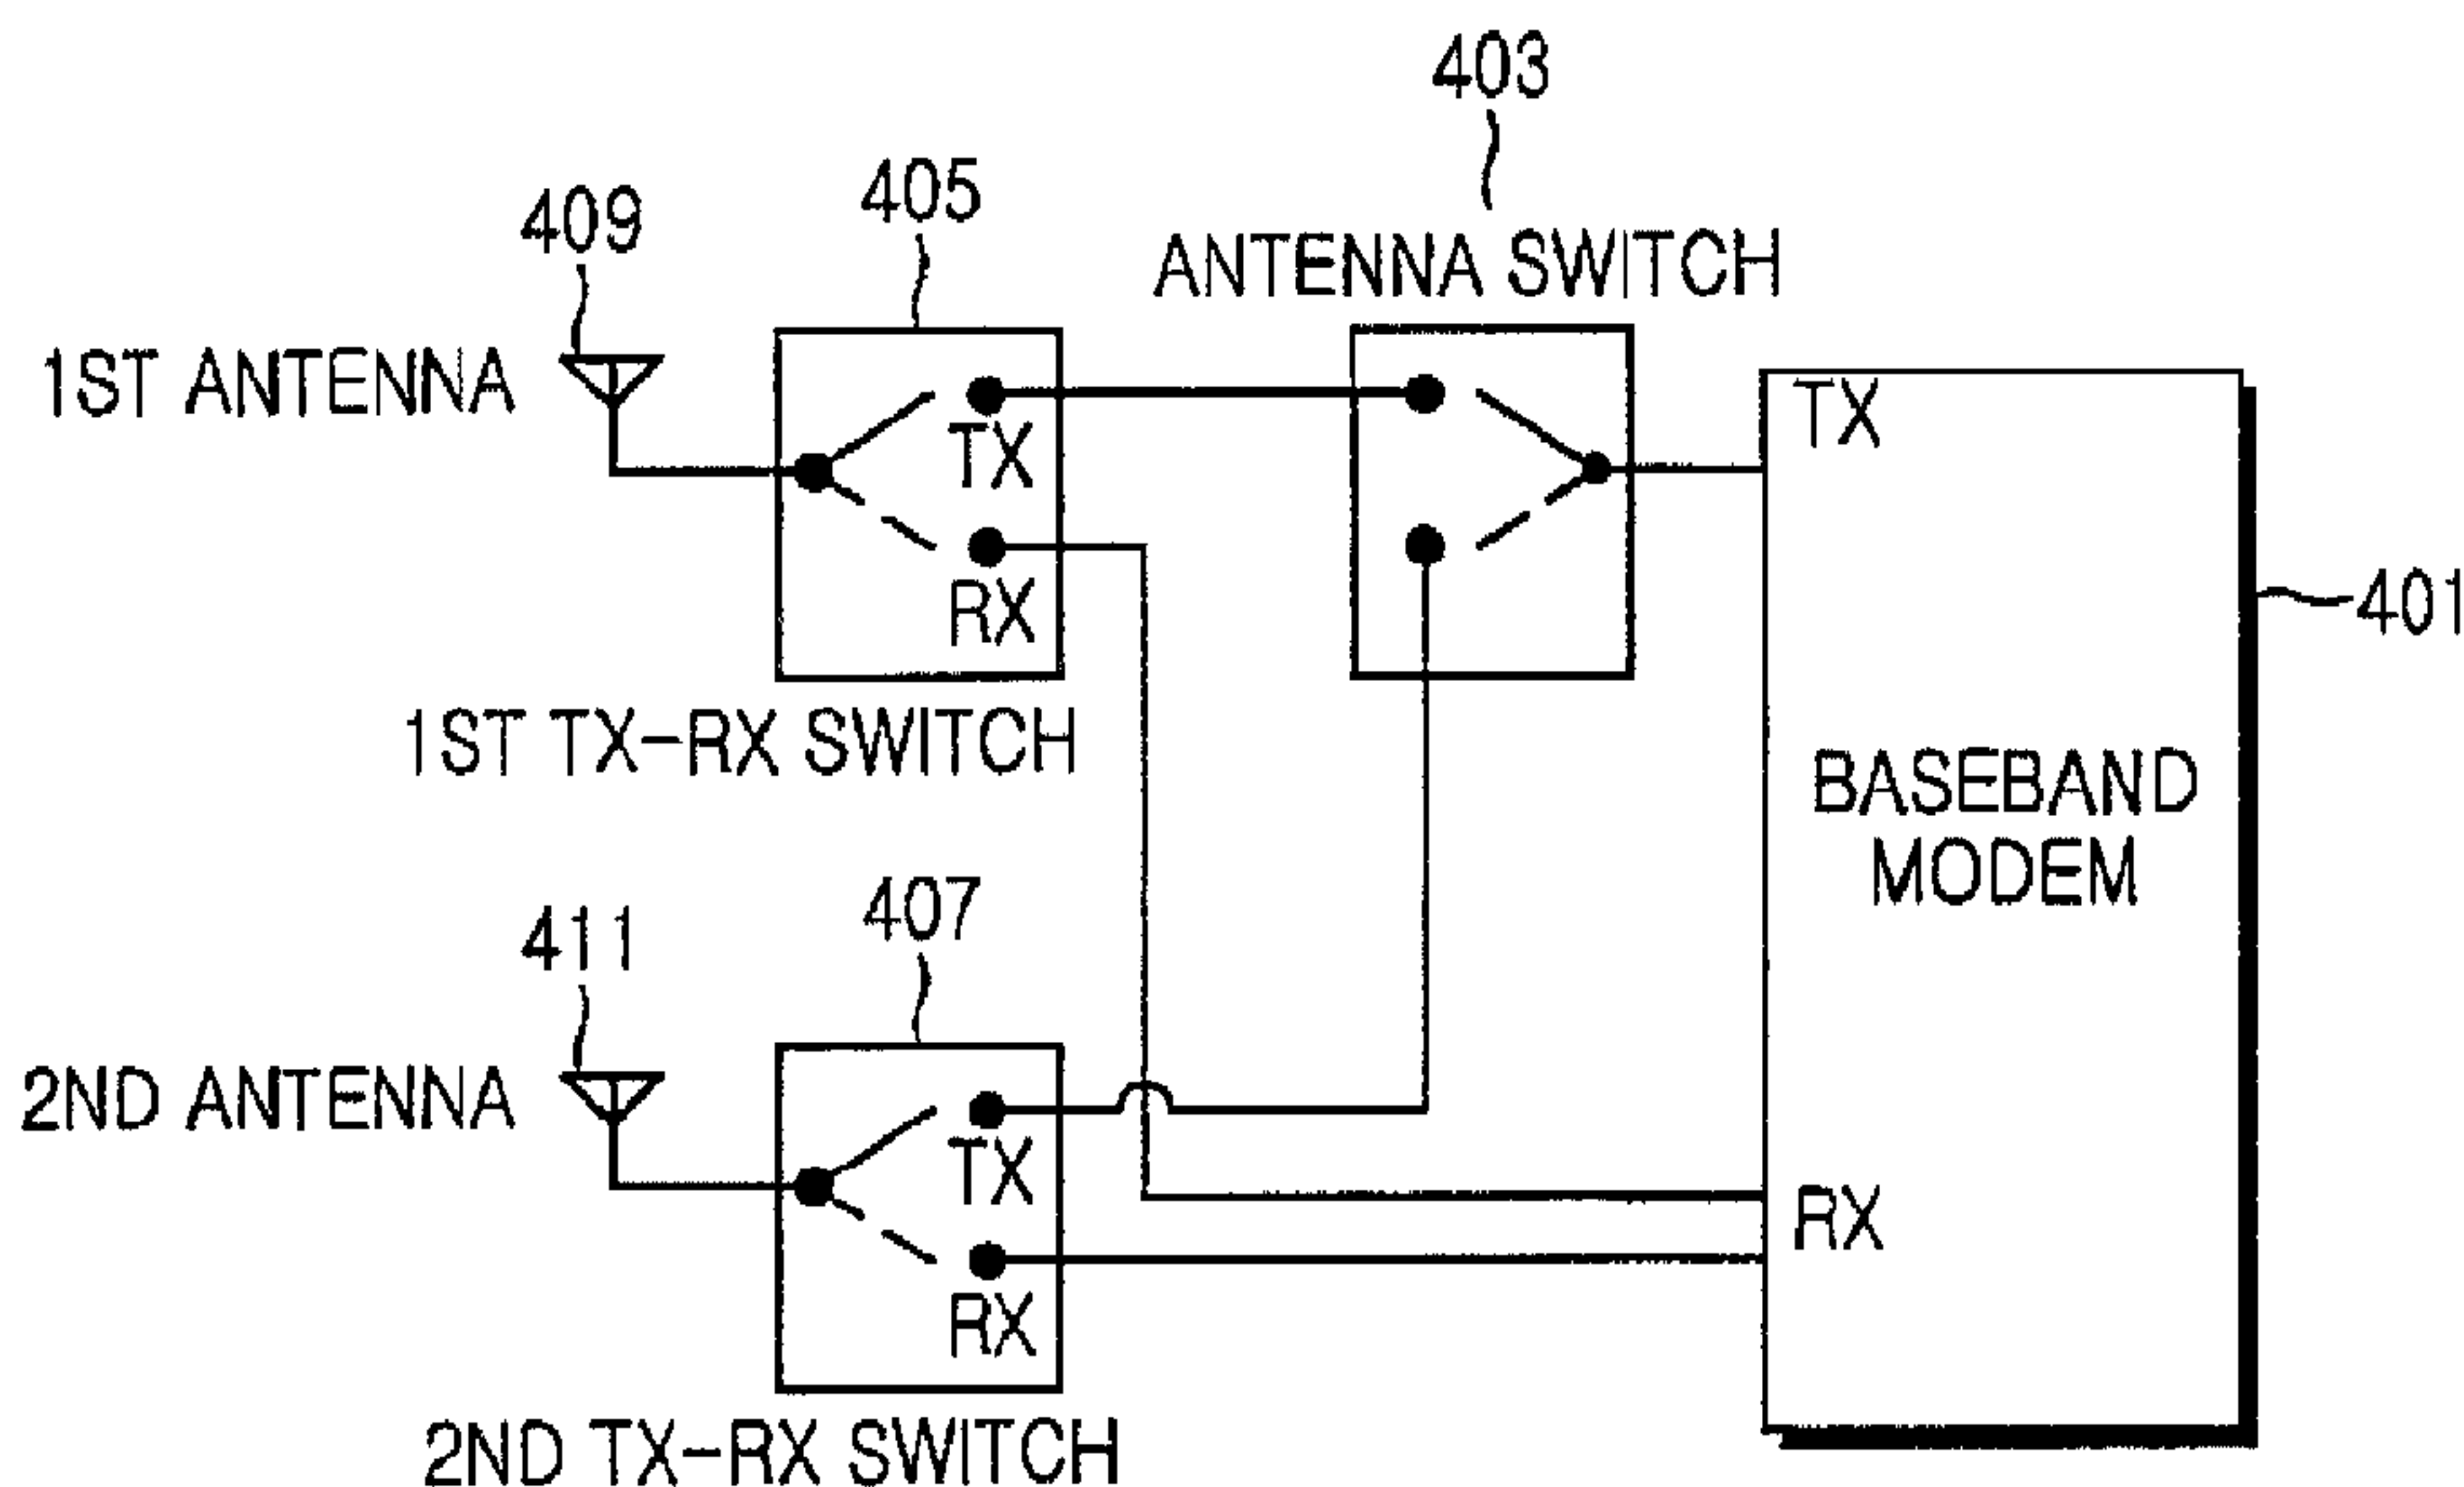 403
405
409
ANTENNA SWITCH
1ST ANTENNA
TX
TX
RX
401
1ST TX-RX SWITCH
BASEBAND
MODEM
407
411
2ND ANTENNA
TX
RX
RX
2ND TX-RX SWITCH